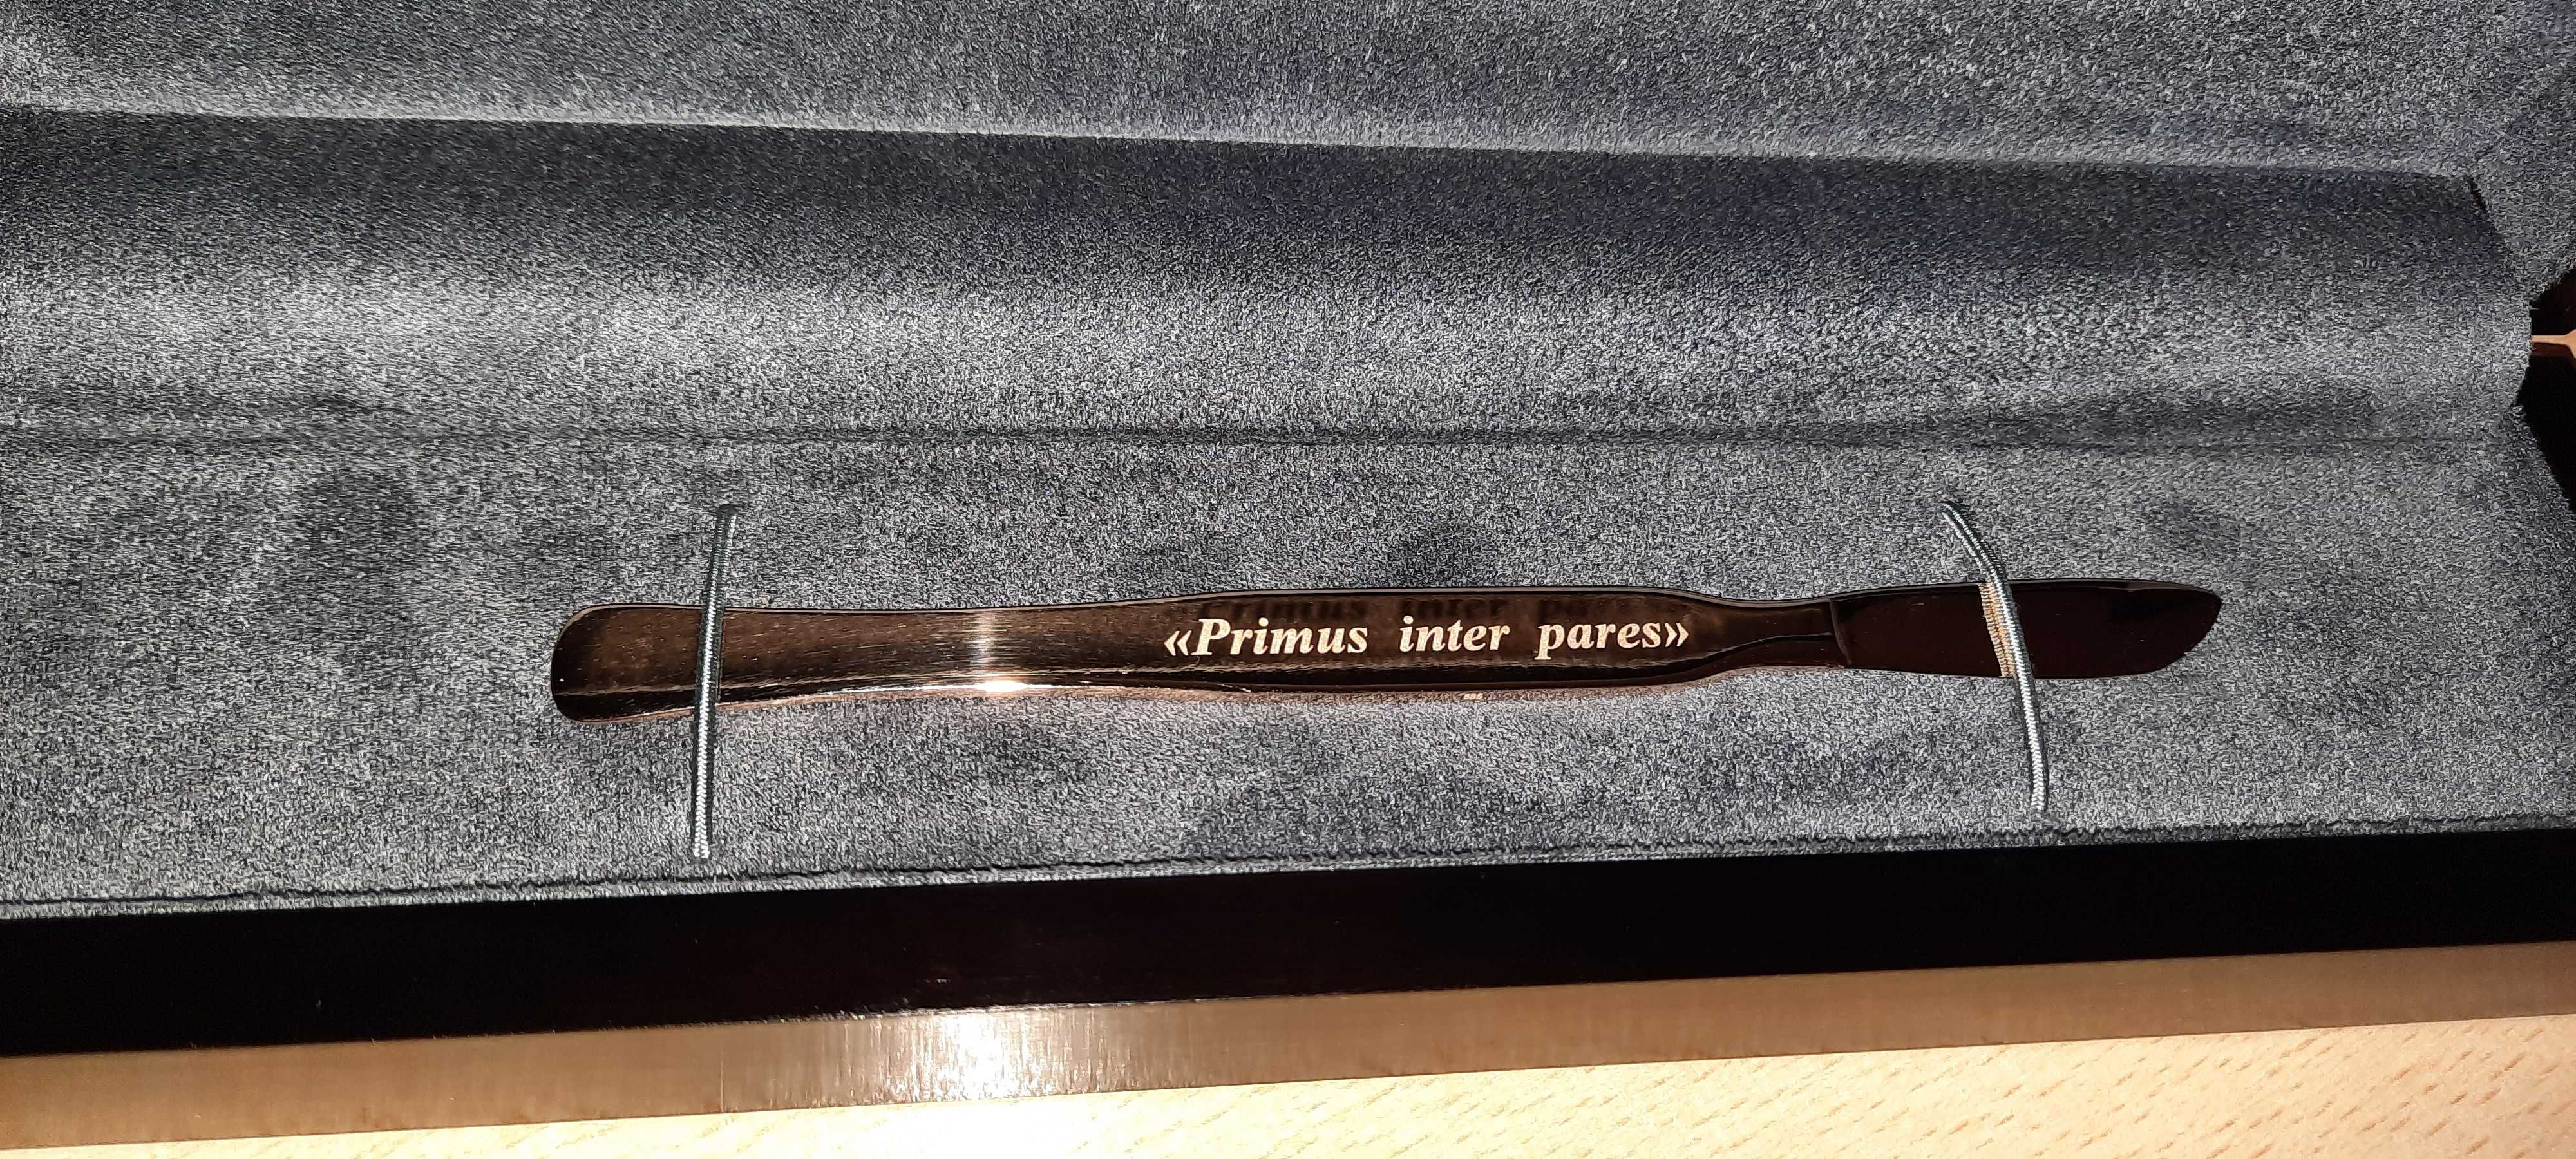 «Primus inter pares»